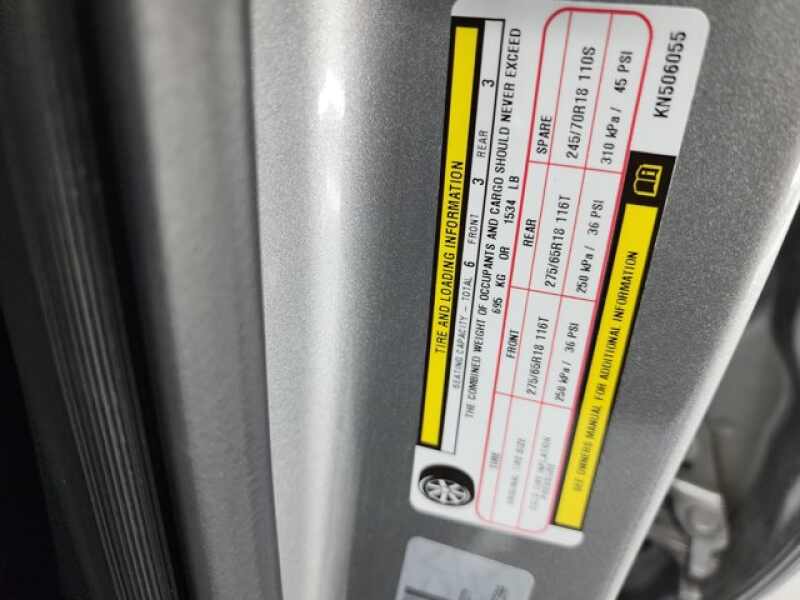 TIRE AND LOADING INFORMATION
SEATING CAPACITY - TOTAL 6 FRONT 3 REAR 3
THE COMBINED WEIGHT OF OCCUPANTS AND CARGO SHOULD NEVER EXCEED
695 KG OR 1534 LB
TIRE FRONT REAR SPARE
ORIGINAL TIRE SIZE 275/65R18 116T 275/65R18 116T 245/70R18 110S
COLD TIRE INFLATION PRESSURE 250 kPa / 36 PSI 250 kPa / 36 PSI 310 kPa / 45 PSI
SEE OWNERS MANUAL FOR ADDITIONAL INFORMATION
KN506055